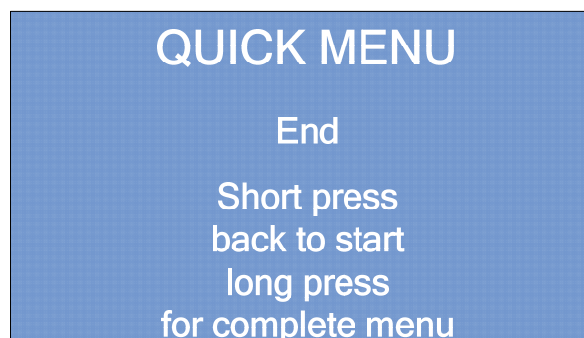 QUICK MENU
End
Short press
back to start
long press
for complete menu